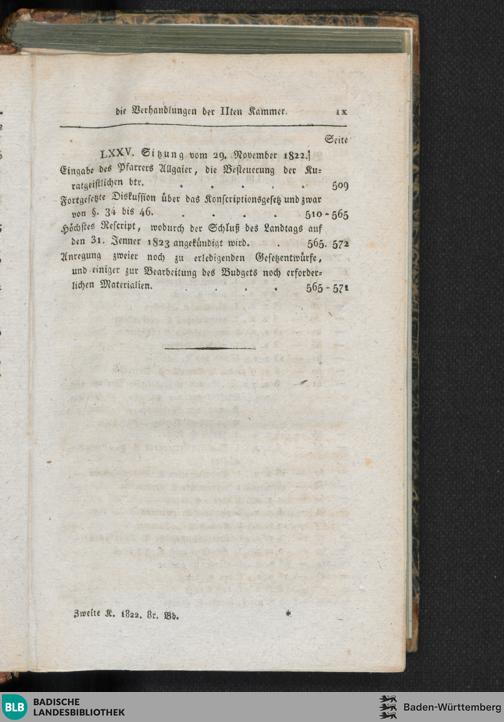 die Verhandlungen der IIten Kammer. IX
Seite
LXXV. Sitzung vom 29. November 1822.
Eingabe des Pfarrers Allgaier, die Besteuerung der Ku-
ratgeistlichen btr. . . . . . 509
Fortgesetzte Diskussion über das Konscriptionsgesetz und zwar
von §. 34 bis 46. . . . . 510-565
Höchstes Rescript, wodurch der Schluß des Landtags auf
den 31. Jenner 1823 angekündigt wird. . 565. 572
Anregung zweier noch zu erledigenden Gesetzentwürfe,
und einiger zur Bearbeitung des Budgets noch erforder-
lichen Materialien. . . . . 565-571
Zweite K. 1822. 8r. Bd. *
BLB BADISCHE
LANDESBIBLIOTHEK
Baden-Württemberg